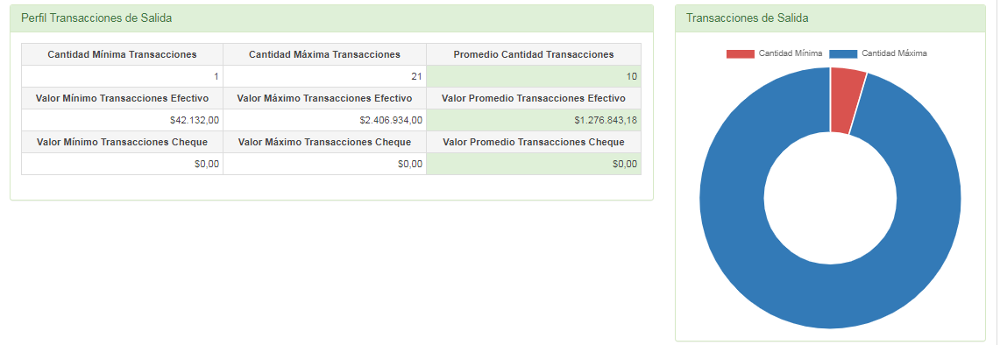 Perfil Transacciones de Salida
Cantidad Mínima Transacciones Cantidad Máxima Transacciones Promedio Cantidad Transacciones
1 21 10
Valor Mínimo Transacciones Efectivo Valor Máximo Transacciones Efectivo Valor Promedio Transacciones Efectivo
$42.132,00 $2.406.934,00 $1.276.843,18
Valor Mínimo Transacciones Cheque Valor Máximo Transacciones Cheque Valor Promedio Transacciones Cheque
$0,00 $0,00 $0,00
Transacciones de Salida
Cantidad Mínima Cantidad Máxima